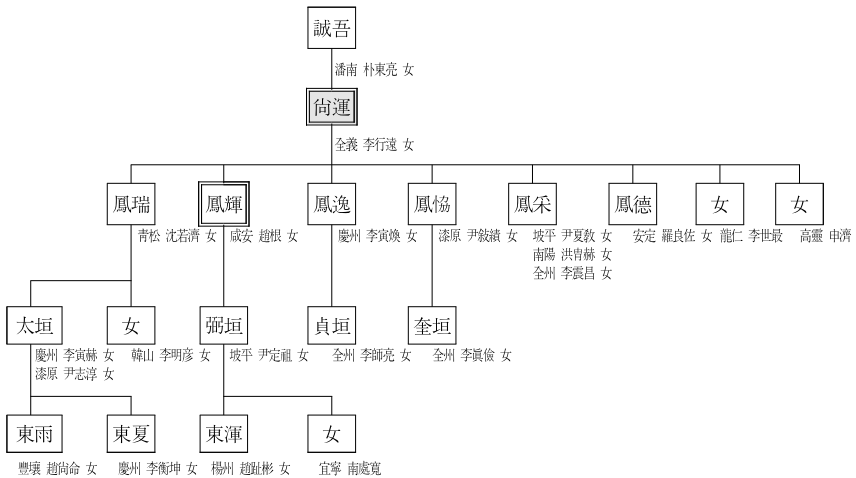 誠吾
潘南 朴東亮 女
尙運
全義 李行遠 女
鳳瑞 鳳輝 鳳逸 鳳恊 鳳采 鳳德 女 女
靑松 沈若濟 女 咸安 趙根 女 慶州 李寅煥 女 漆原 尹敍績 女 坡平 尹夏敎 女 安定 羅良佐 女 龍仁 李世最 高靈 申濟
南陽 洪冑赫 女
全州 李震昌 女
太垣 女 弼垣 貞垣 奎垣
慶州 李寅赫 女 韓山 李明彦 女 坡平 尹定祖 女 全州 李師亮 女 全州 李眞儉 女
漆原 尹志淳 女
東雨 東夏 東渾 女
豐壤 趙尙命 女 慶州 李衡坤 女 楊州 趙趾彬 女 宜寧 南處寬